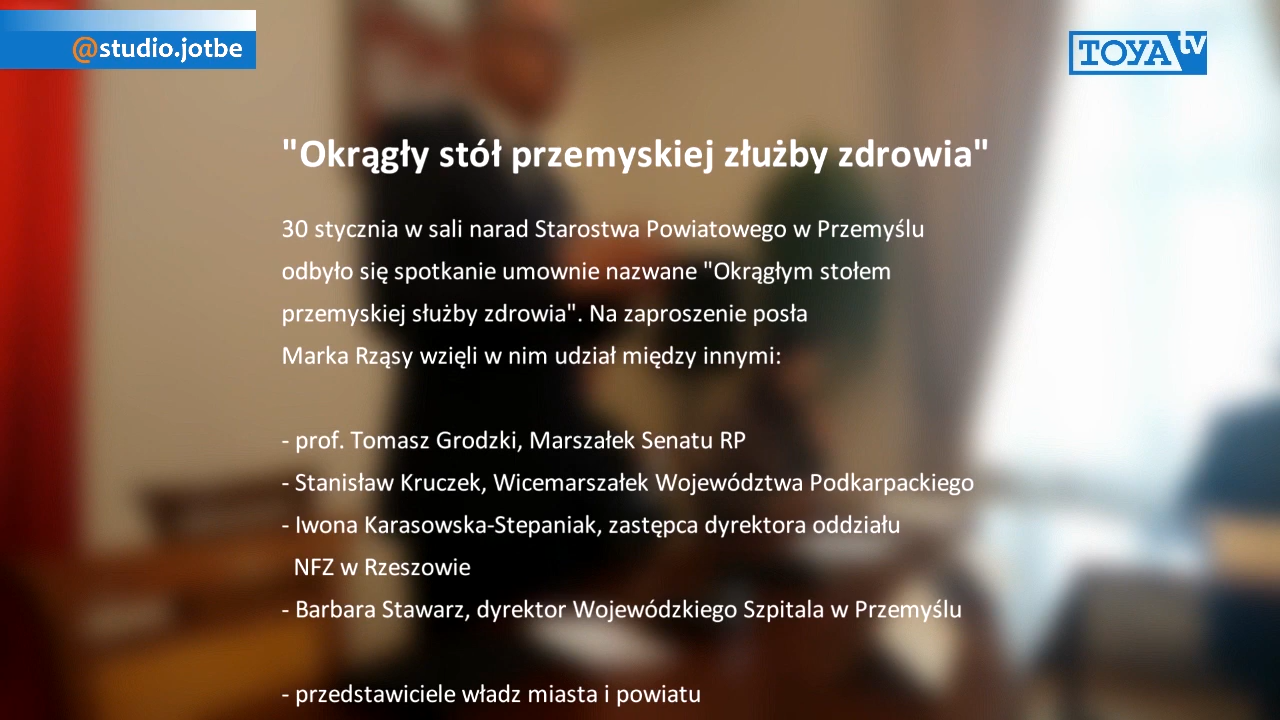 @studio.jotbe
TOYA tv
"Okrągły stół przemyskiej złużby zdrowia"
30 stycznia w sali narad Starostwa Powiatowego w Przemyślu
odbyło się spotkanie umownie nazwane "Okrągłym stołem
przemyskiej służby zdrowia". Na zaproszenie posła
Marka Rząsy wzięli w nim udział między innymi:
- prof. Tomasz Grodzki, Marszałek Senatu RP
- Stanisław Kruczek, Wicemarszałek Województwa Podkarpackiego
- Iwona Karasowska-Stepaniak, zastępca dyrektora oddziału
NFZ w Rzeszowie
- Barbara Stawarz, dyrektor Wojewódzkiego Szpitala w Przemyślu
- przedstawiciele władz miasta i powiatu